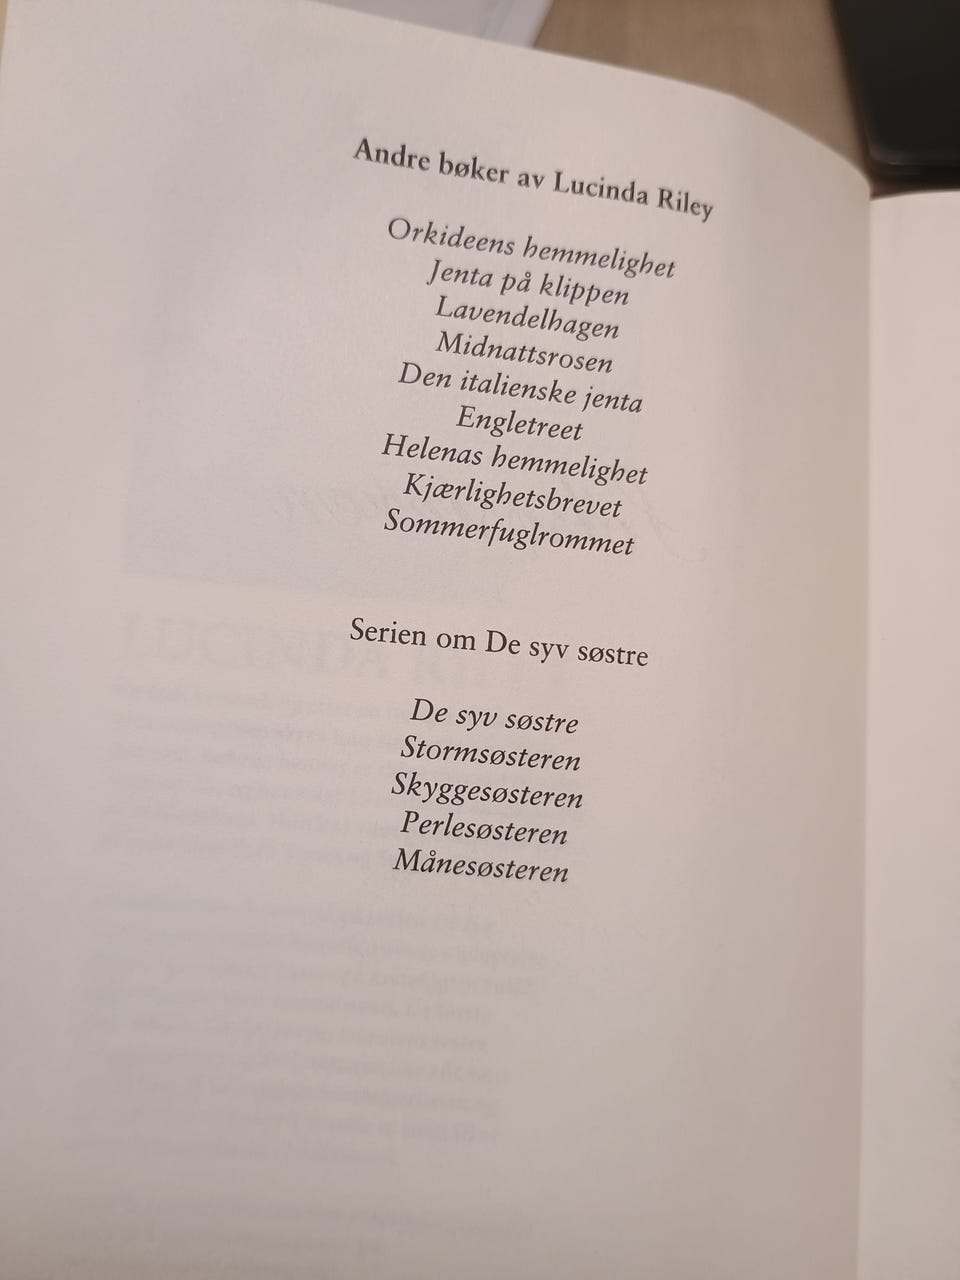 Andre bøker av Lucinda Riley
Orkideens hemmelighet
Jenta på klippen
Lavendelhagen
Midnattsrosen
Den italienske jenta
Engletreet
Helenas hemmelighet
Kjærlighetsbrevet
Sommerfuglrommet
Serien om De syv søstre
De syv søstre
Stormsøsteren
Skyggesøsteren
Perlesøsteren
Månesøsteren